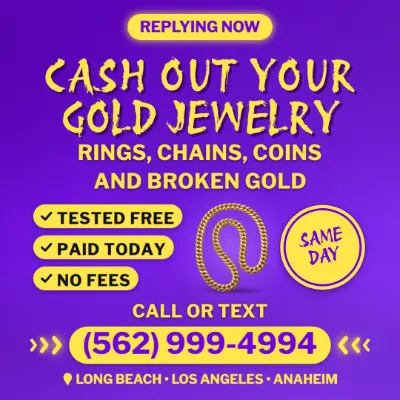 REPLYING NOW
CASH OUT YOUR
GOLD JEWELRY
RINGS, CHAINS, COINS
AND BROKEN GOLD
TESTED FREE
PAID TODAY
NO FEES
SAME
DAY
CALL OR TEXT
(562) 999-4994
LONG BEACH • LOS ANGELES • ANAHEIM